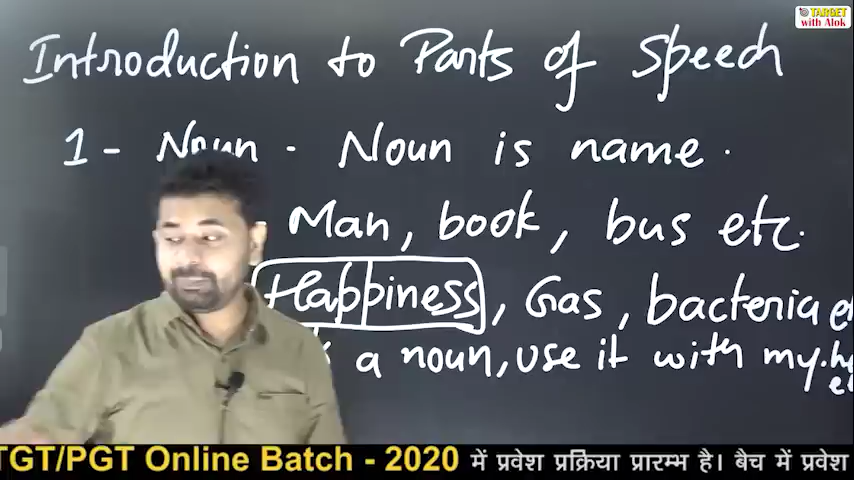 TARGET
with Alok
Introduction to Parts of Speech
1 - Noun - Noun is name.
Man, book, bus etc.
Happiness, Gas, bacteria
a noun, use it with my.
TGT/PGT Online Batch - 2020 में प्रवेश प्रक्रिया प्रारम्भ है। बैच में प्रवेश